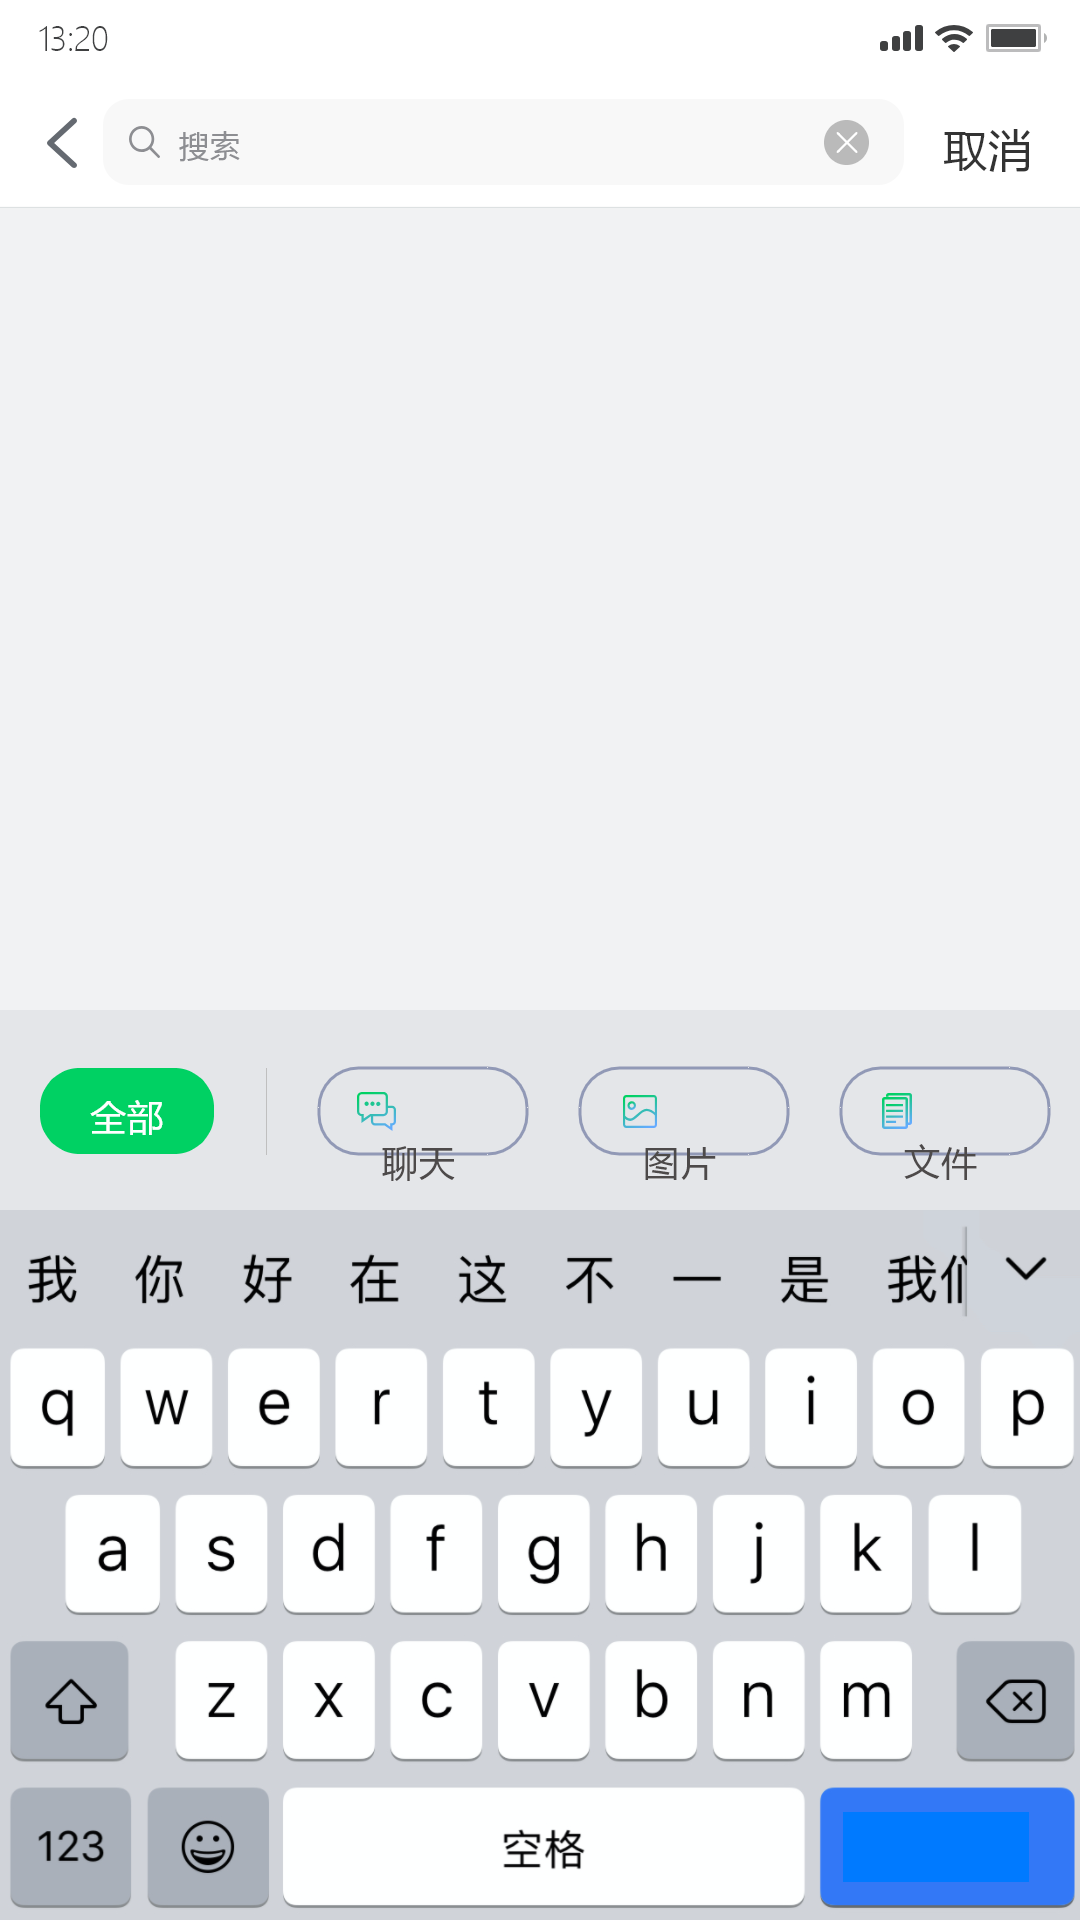 13:20
搜索 取消
全部 聊天 图片 文件
我 你 好 在 这 不 一 是 我们
q w e r t y u i o p
a s d f g h j k l
z x c v b n m
123 空格